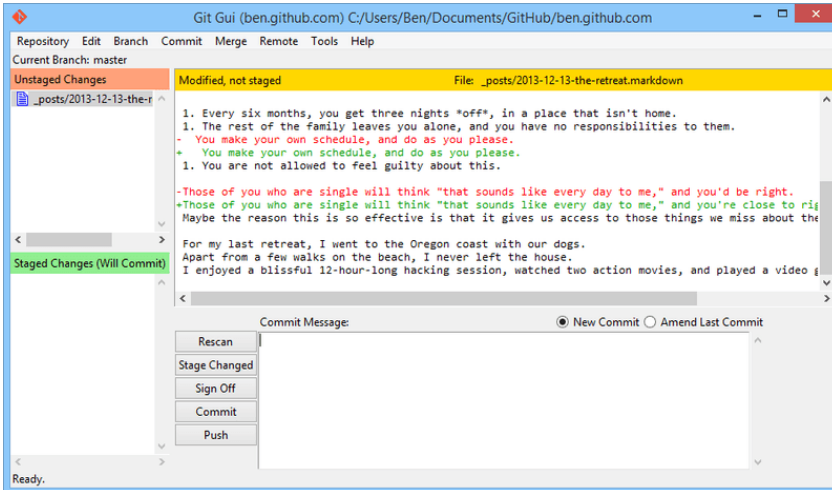 Git Gui (ben.github.com) C:/Users/Ben/Documents/GitHub/ben.github.com
Repository Edit Branch Commit Merge Remote Tools Help
Current Branch: master
Unstaged Changes
_posts/2013-12-13-the-r
Modified, not staged File: _posts/2013-12-13-the-retreat.markdown
1. Every six months, you get three nights *off*, in a place that isn't home.
1. The rest of the family leaves you alone, and you have no responsibilities to them.
- You make your own schedule, and do as you please.
+ You make your own schedule, and do as you please.
1. You are not allowed to feel guilty about this.
-Those of you who are single will think "that sounds like every day to me," and you'd be right.
+Those of you who are single will think "that sounds like every day to me," and you're close to rig
Maybe the reason this is so effective is that it gives us access to those things we miss about the
For my last retreat, I went to the Oregon coast with our dogs.
Apart from a few walks on the beach, I never left the house.
I enjoyed a blissful 12-hour-long hacking session, watched two action movies, and played a video g
Staged Changes (Will Commit)
Commit Message: New Commit Amend Last Commit
Rescan
Stage Changed
Sign Off
Commit
Push
Ready.